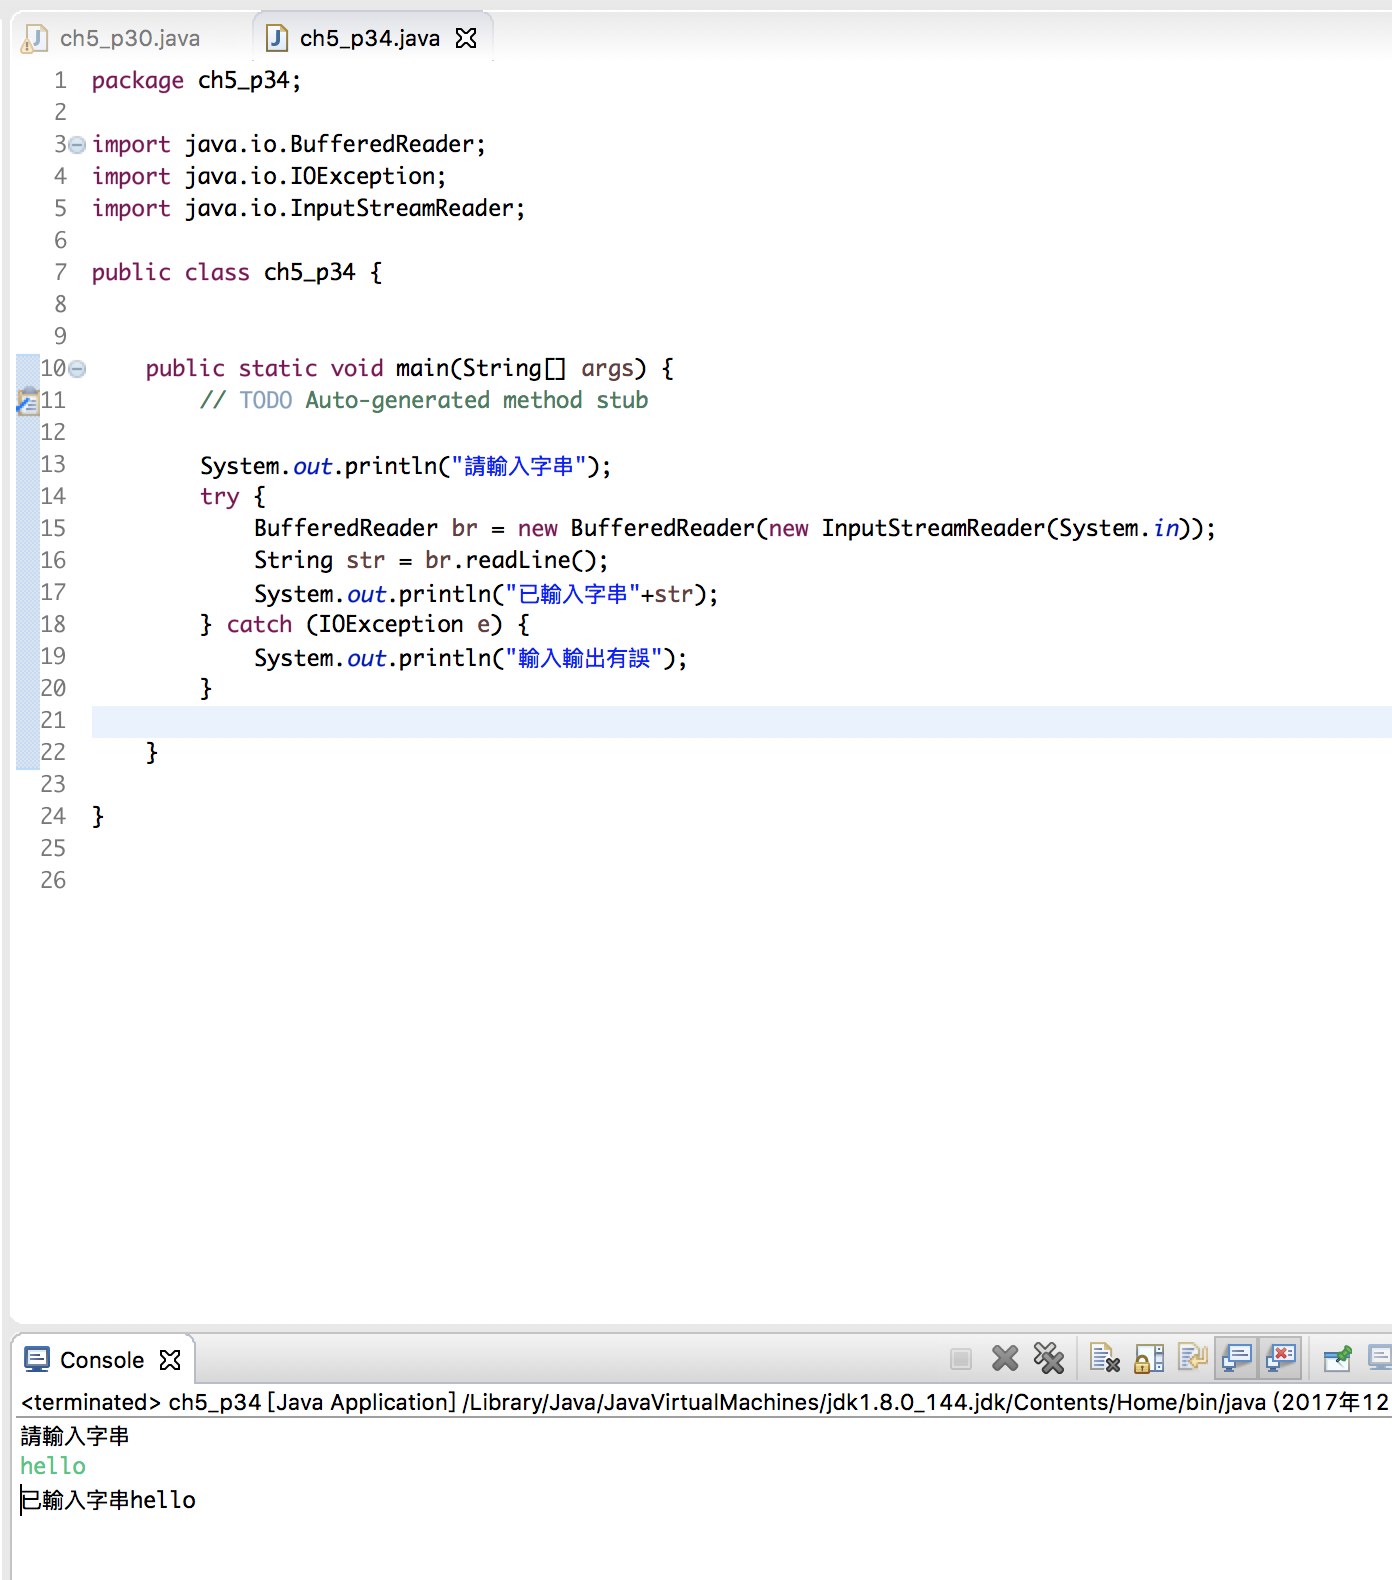 ch5_p30.java ch5_p34.java
1 package ch5_p34;
2
3 import java.io.BufferedReader;
4 import java.io.IOException;
5 import java.io.InputStreamReader;
6
7 public class ch5_p34 {
8
9
10 public static void main(String[] args) {
11 // TODO Auto-generated method stub
12
13 System.out.println("請輸入字串");
14 try {
15 BufferedReader br = new BufferedReader(new InputStreamReader(System.in));
16 String str = br.readLine();
17 System.out.println("已輸入字串"+str);
18 } catch (IOException e) {
19 System.out.println("輸入輸出有誤");
20 }
21
22 }
23
24 }
25
26
Console
<terminated> ch5_p34 [Java Application] /Library/Java/JavaVirtualMachines/jdk1.8.0_144.jdk/Contents/Home/bin/java (2017年12
請輸入字串
hello
已輸入字串hello